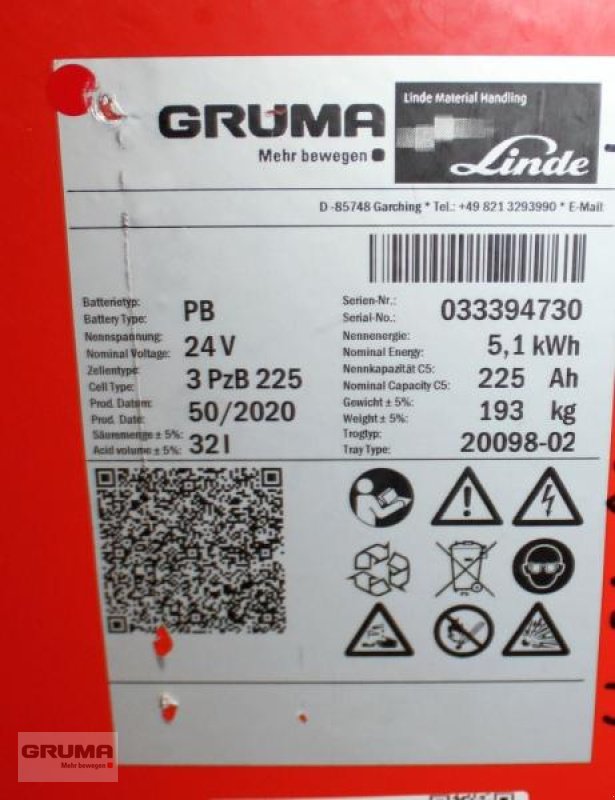 GRUMA
Mehr bewegen
Linde Material Handling
Linde
D -85748 Garching * Tel.: +49 821 3293990 * E-Mail
Batterietyp:
Battery Type: PB
Nennspannung:
Nominal Voltage: 24 V
Zellentype:
Cell Type: 3 PzB 225
Prod. Datum:
Prod. Date: 50/2020
Säuremenge ± 5%:
Acid volume ± 5%: 32 l
Serien-Nr.:
Serial-No.: 033394730
Nennenergie:
Nominal Energy: 5,1 kWh
Nennkapazität C5:
Nominal Capacity C5: 225 Ah
Gewicht ± 5%:
Weight ± 5%: 193 kg
Trogtyp:
Tray Type: 20098-02
GRUMA
Mehr bewegen